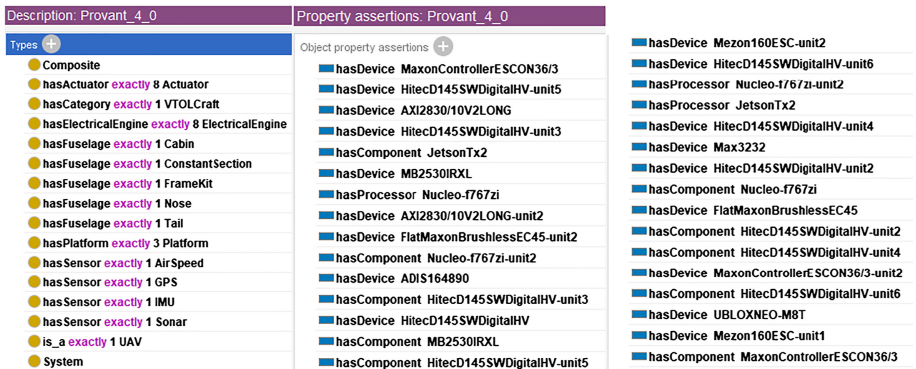 Description: Provant_4_0
Types
Composite
hasActuator exactly 8 Actuator
hasCategory exactly 1 VTOLCraft
hasElectricalEngine exactly 8 ElectricalEngine
hasFuselage exactly 1 Cabin
hasFuselage exactly 1 ConstantSection
hasFuselage exactly 1 FrameKit
hasFuselage exactly 1 Nose
hasFuselage exactly 1 Tail
hasPlatform exactly 3 Platform
hasSensor exactly 1 AirSpeed
hasSensor exactly 1 GPS
hasSensor exactly 1 IMU
hasSensor exactly 1 Sonar
is_a exactly 1 UAV
System
Property assertions: Provant_4_0
Object property assertions
hasDevice MaxonControllerESCON36/3
hasDevice HitecD145SWDigitalHV-unit5
hasDevice AXI2830/10V2LONG
hasDevice HitecD145SWDigitalHV-unit3
hasComponent JetsonTx2
hasDevice MB2530IRXL
hasProcessor Nucleo-f767zi
hasDevice AXI2830/10V2LONG-unit2
hasDevice FlatMaxonBrushlessEC45-unit2
hasComponent Nucleo-f767zi-unit2
hasDevice ADIS164890
hasComponent HitecD145SWDigitalHV-unit3
hasDevice HitecD145SWDigitalHV
hasComponent MB2530IRXL
hasComponent HitecD145SWDigitalHV-unit5
hasDevice Mezon160ESC-unit2
hasDevice HitecD145SWDigitalHV-unit6
hasProcessor Nucleo-f767zi-unit2
hasProcessor JetsonTx2
hasDevice HitecD145SWDigitalHV-unit4
hasDevice Max3232
hasDevice HitecD145SWDigitalHV-unit2
hasComponent Nucleo-f767zi
hasDevice FlatMaxonBrushlessEC45
hasComponent HitecD145SWDigitalHV-unit2
hasComponent HitecD145SWDigitalHV-unit4
hasDevice MaxonControllerESCON36/3-unit2
hasComponent HitecD145SWDigitalHV-unit6
hasDevice UBLOXNEO-M8T
hasDevice Mezon160ESC-unit1
hasComponent MaxonControllerESCON36/3